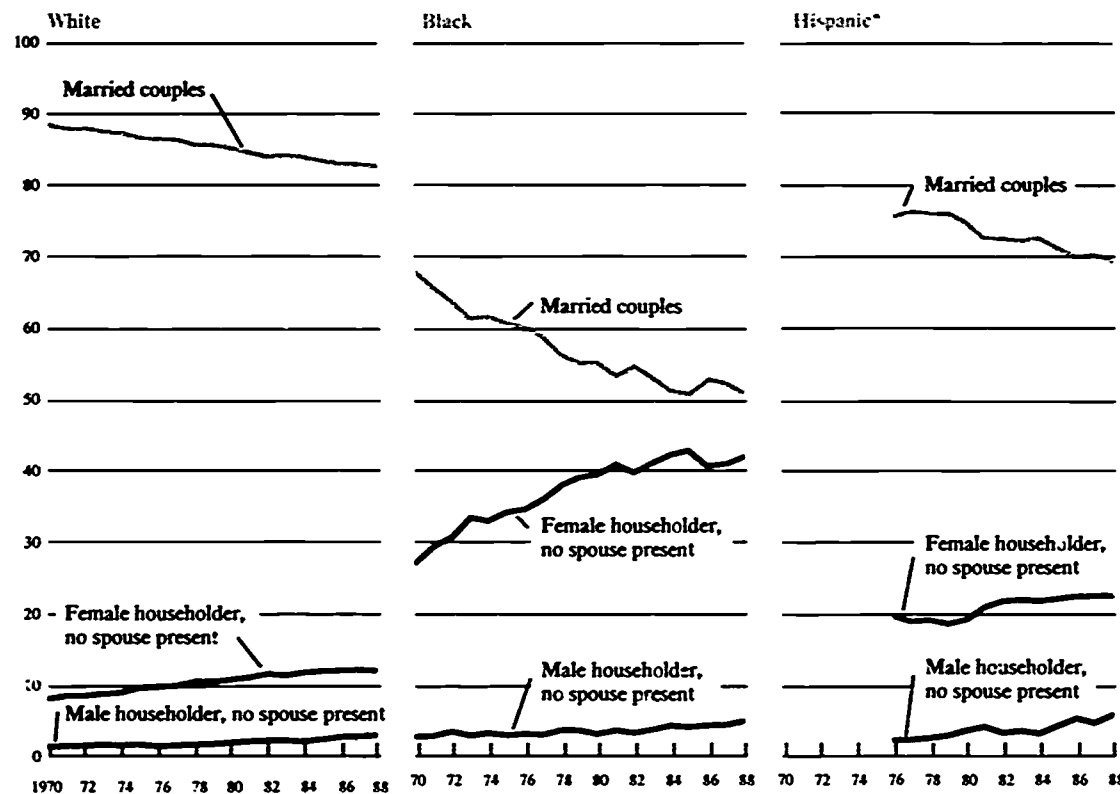 White
Black
Hispanic*
100
90
80
70
60
50
40
30
20
10
0
Married couples
Female householder,
no spouse present
Male householder, no spouse present
1970 72 74 76 78 80 82 84 86 88
Married couples
Female householder,
no spouse present
Male householder,
no spouse present
70 72 74 76 78 80 82 84 86 88
Married couples
Female householder,
no spouse present
Male householder,
no spouse present
70 72 74 76 78 80 82 84 86 88